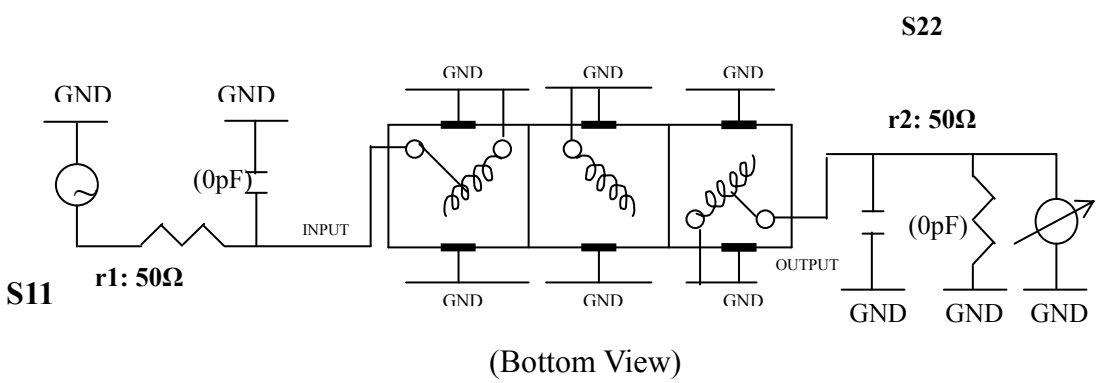 S22
GND
GND
GND
GND
GND
r2: 50Ω
(0pF)
(0pF)
INPUT
r1: 50Ω
OUTPUT
S11
GND
GND
GND
GND
GND
GND
(Bottom View)